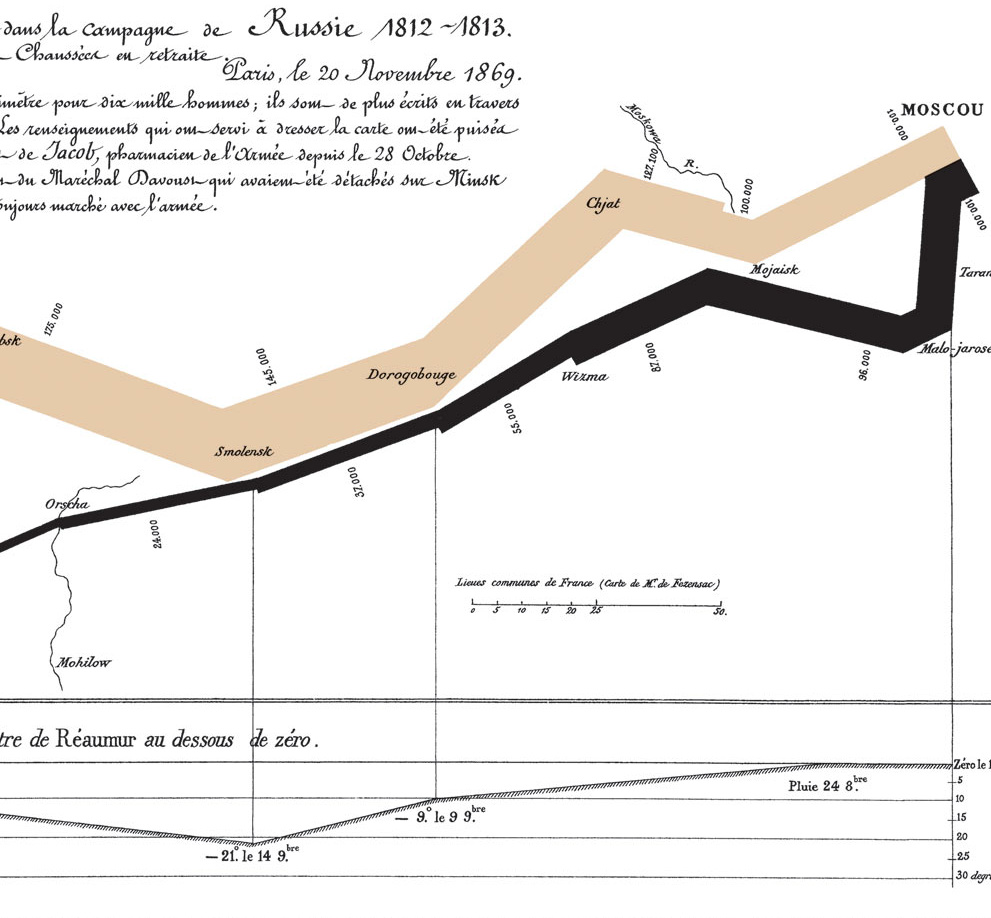 dans la campagne de Russie 1812~1813.
Chaussées en retraite.
Paris, le 20 Novembre 1869.
pour dix mille hommes; ils sont de plus écrits en travers
Les renseignements qui ont servi à dresser la carte ont été puisés
de Jacob, pharmacien de l'Armée depuis le 28 Octobre.
du Maréchal Davoust qui avaient été détachés sur Minsk
toujours marché avec l'armée.
MOSCOU
100.000
Moskowa
R.
127.100
100.000
100.000
Chjat
Mojaisk
175.000
bsk
145.000
Dorogobouge
Wizma
87.000
96.000
Malo-jarose
Taran
55.000
Smolensk
37.000
Orscha
24.000
Lieues communes de France (Carte de M.r de Fezensac)
0 5 10 15 20 25 50.
Mohilow
tre de Réaumur au dessous de zéro.
Zéro le 1
5
10
15
20
25
30 degr
Pluie 24 8.bre
— 9.° le 9 9.bre
— 21.° le 14 9.bre